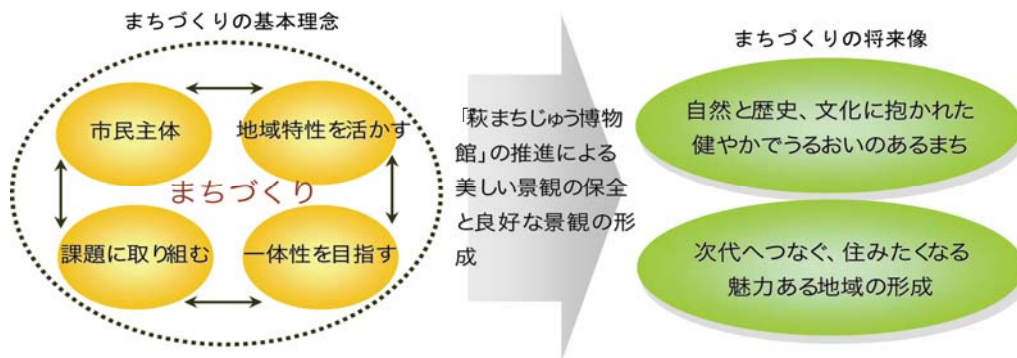 まちづくりの基本理念
市民主体
地域特性を活かす
まちづくり
課題に取り組む
一体性を目指す
「萩まちじゅう博物
館」の推進による
美しい景観の保全
と良好な景観の形
成
まちづくりの将来像
自然と歴史、文化に抱かれた
健やかでうるおいのあるまち
次代へつなぐ、住みたくなる
魅力ある地域の形成